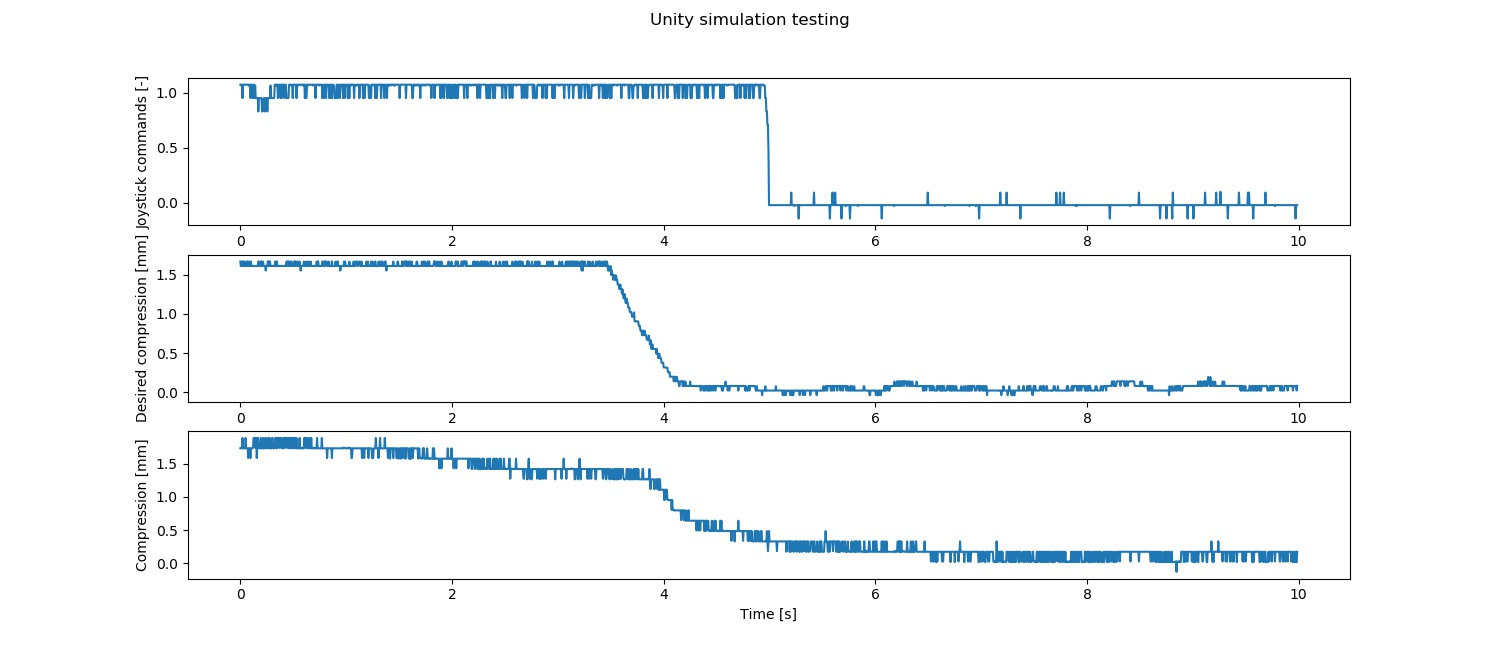 Unity simulation testing
Joystick commands [-]
1.0
0.5
0.0
0 2 4 6 8 10
Desired compression [mm]
1.5
1.0
0.5
0.0
0 2 4 6 8 10
Compression [mm]
1.5
1.0
0.5
0.0
0 2 4 6 8 10
Time [s]